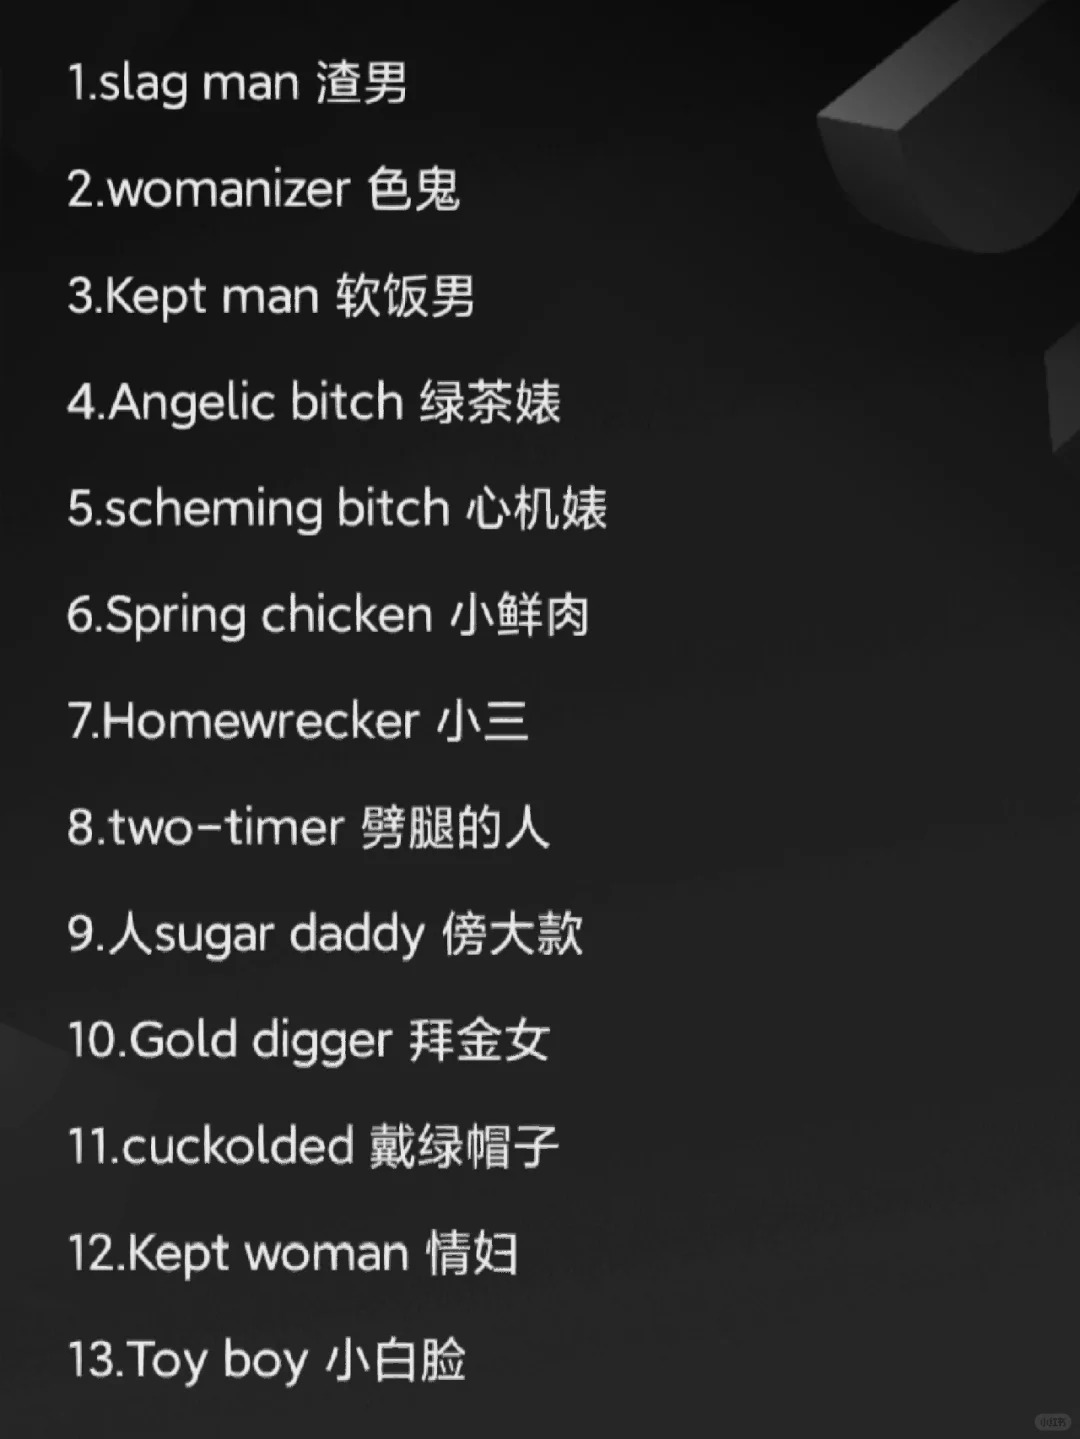 1.slag man 渣男
2.womanizer 色鬼
3.Kept man 软饭男
4.Angelic bitch 绿茶婊
5.scheming bitch 心机婊
6.Spring chicken 小鲜肉
7.Homewrecker 小三
8.two-timer 劈腿的人
9.人sugar daddy 傍大款
10.Gold digger 拜金女
11.cuckolded 戴绿帽子
12.Kept woman 情妇
13.Toy boy 小白脸
小红书